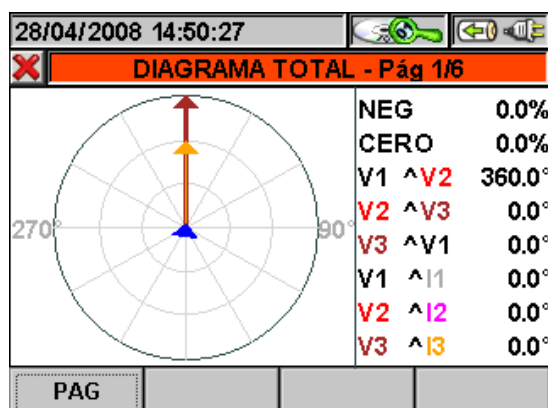 28/04/2008 14:50:27
DIAGRAMA TOTAL - Pág 1/6
NEG 0.0%
CERO 0.0%
V1 ^V2 360.0°
V2 ^V3 0.0°
V3 ^V1 0.0°
V1 ^I1 0.0°
V2 ^I2 0.0°
V3 ^I3 0.0°
270° 90°
PAG